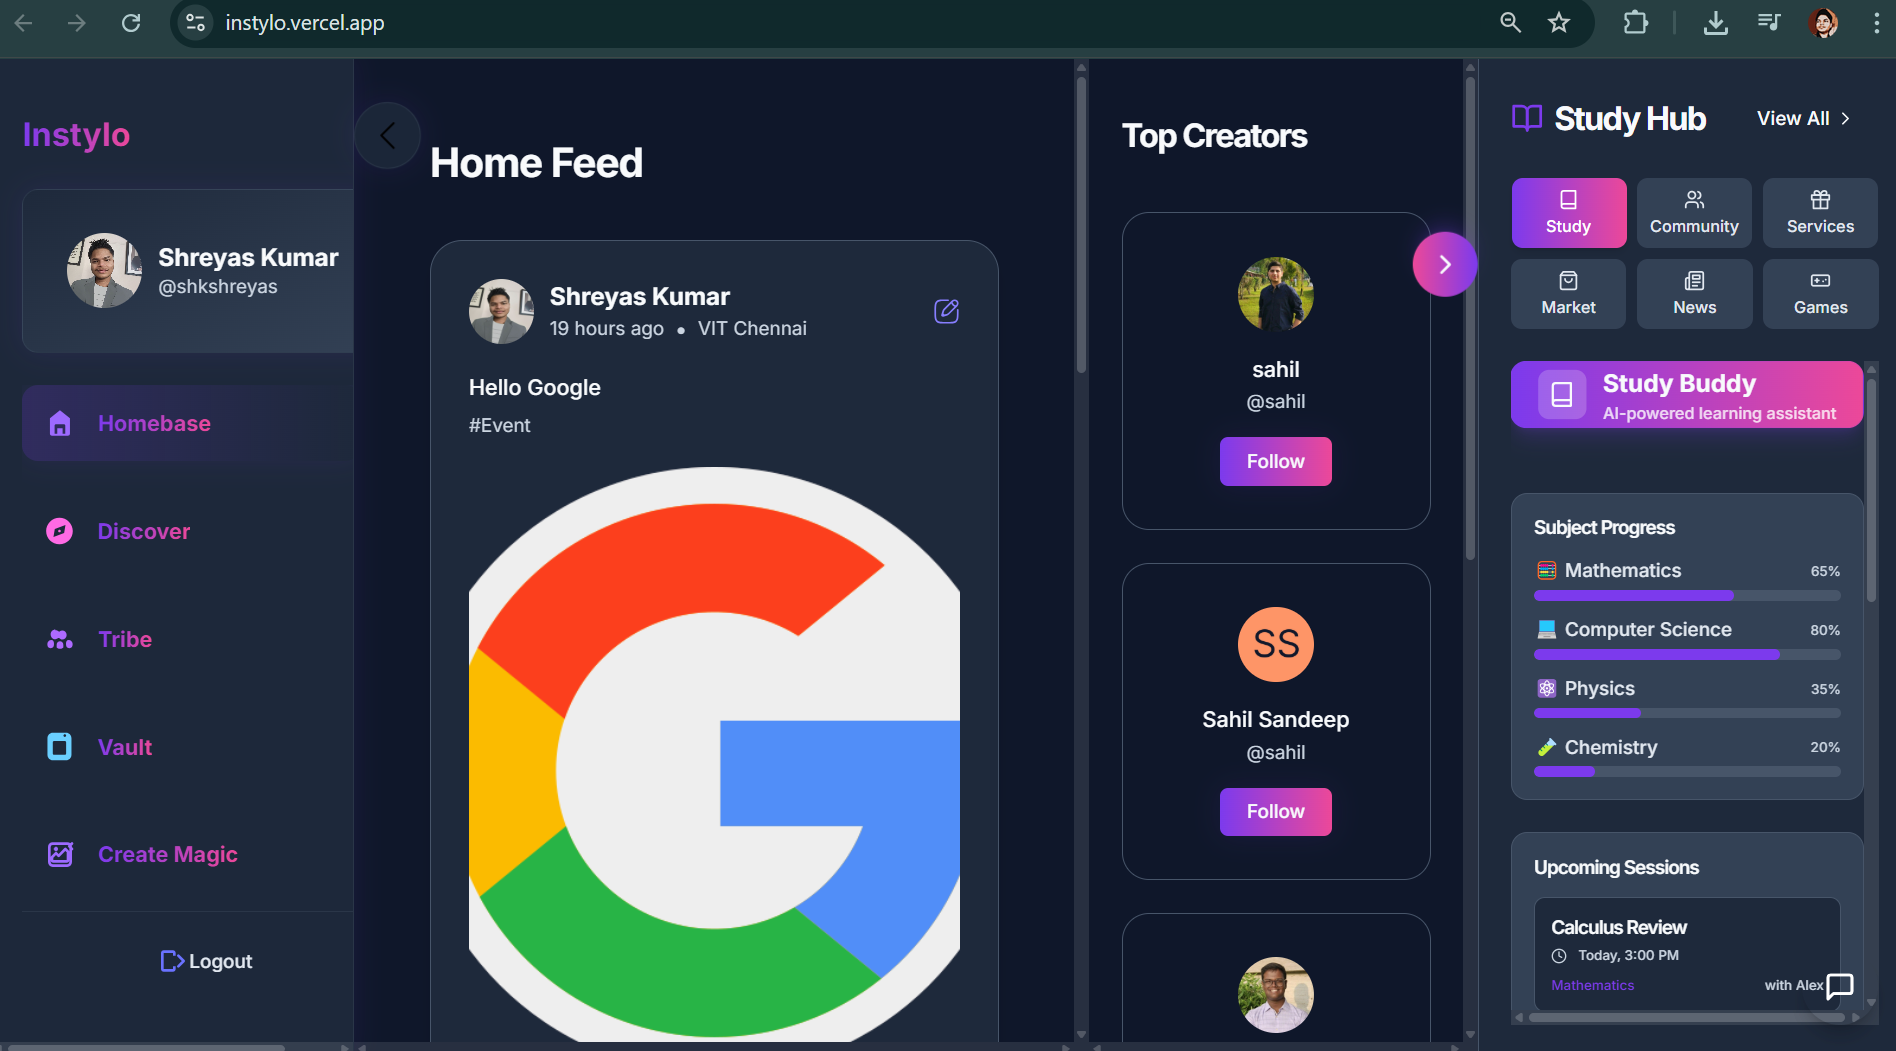 instylo.vercel.app
Instylo
Shreyas Kumar
@shkshreyas
Homebase
Discover
Tribe
Vault
Create Magic
Logout
Home Feed
Shreyas Kumar
19 hours ago • VIT Chennai
Hello Google
#Event
Top Creators
sahil
@sahil
Follow
SS
Sahil Sandeep
@sahil
Follow
Study Hub
View All
Study
Community
Services
Market
News
Games
Study Buddy
AI-powered learning assistant
Subject Progress
Mathematics 65%
Computer Science 80%
Physics 35%
Chemistry 20%
Upcoming Sessions
Calculus Review
Today, 3:00 PM
Mathematics with Alex